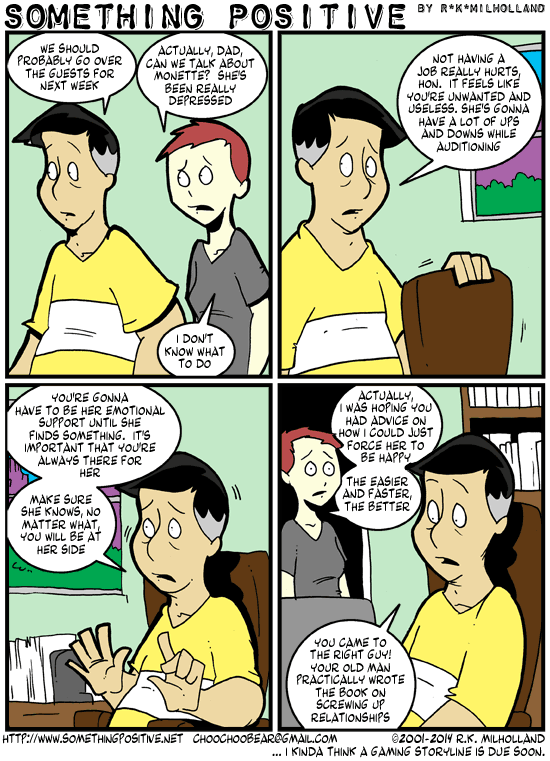 SOMETHING POSITIVE BY R*K*MILHOLLAND
WE SHOULD
PROBABLY GO OVER
THE GUESTS FOR
NEXT WEEK
ACTUALLY, DAD,
CAN WE TALK ABOUT
MONETTE? SHE'S
BEEN REALLY
DEPRESSED
I DON'T
KNOW WHAT
TO DO
NOT HAVING A
JOB REALLY HURTS,
HON. IT FEELS LIKE
YOU'RE UNWANTED AND
USELESS. SHE'S GONNA
HAVE A LOT OF UPS
AND DOWNS WHILE
AUDITIONING
YOU'RE GONNA
HAVE TO BE HER EMOTIONAL
SUPPORT UNTIL SHE
FINDS SOMETHING. IT'S
IMPORTANT THAT YOU'RE
ALWAYS THERE FOR
HER
MAKE SURE
SHE KNOWS, NO
MATTER WHAT,
YOU WILL BE AT
HER SIDE
ACTUALLY,
I WAS HOPING YOU
HAD ADVICE ON
HOW I COULD JUST
FORCE HER TO
BE HAPPY
THE EASIER
AND FASTER,
THE BETTER
YOU CAME TO
THE RIGHT GUY!
YOUR OLD MAN
PRACTICALLY WROTE
THE BOOK ON
SCREWING UP
RELATIONSHIPS
HTTP://WWW.SOMETHINGPOSITIVE.NET CHOOCHOOBEAR@GMAIL.COM ©2001-2014 R.K. MILHOLLAND
... I KINDA THINK A GAMING STORYLINE IS DUE SOON.